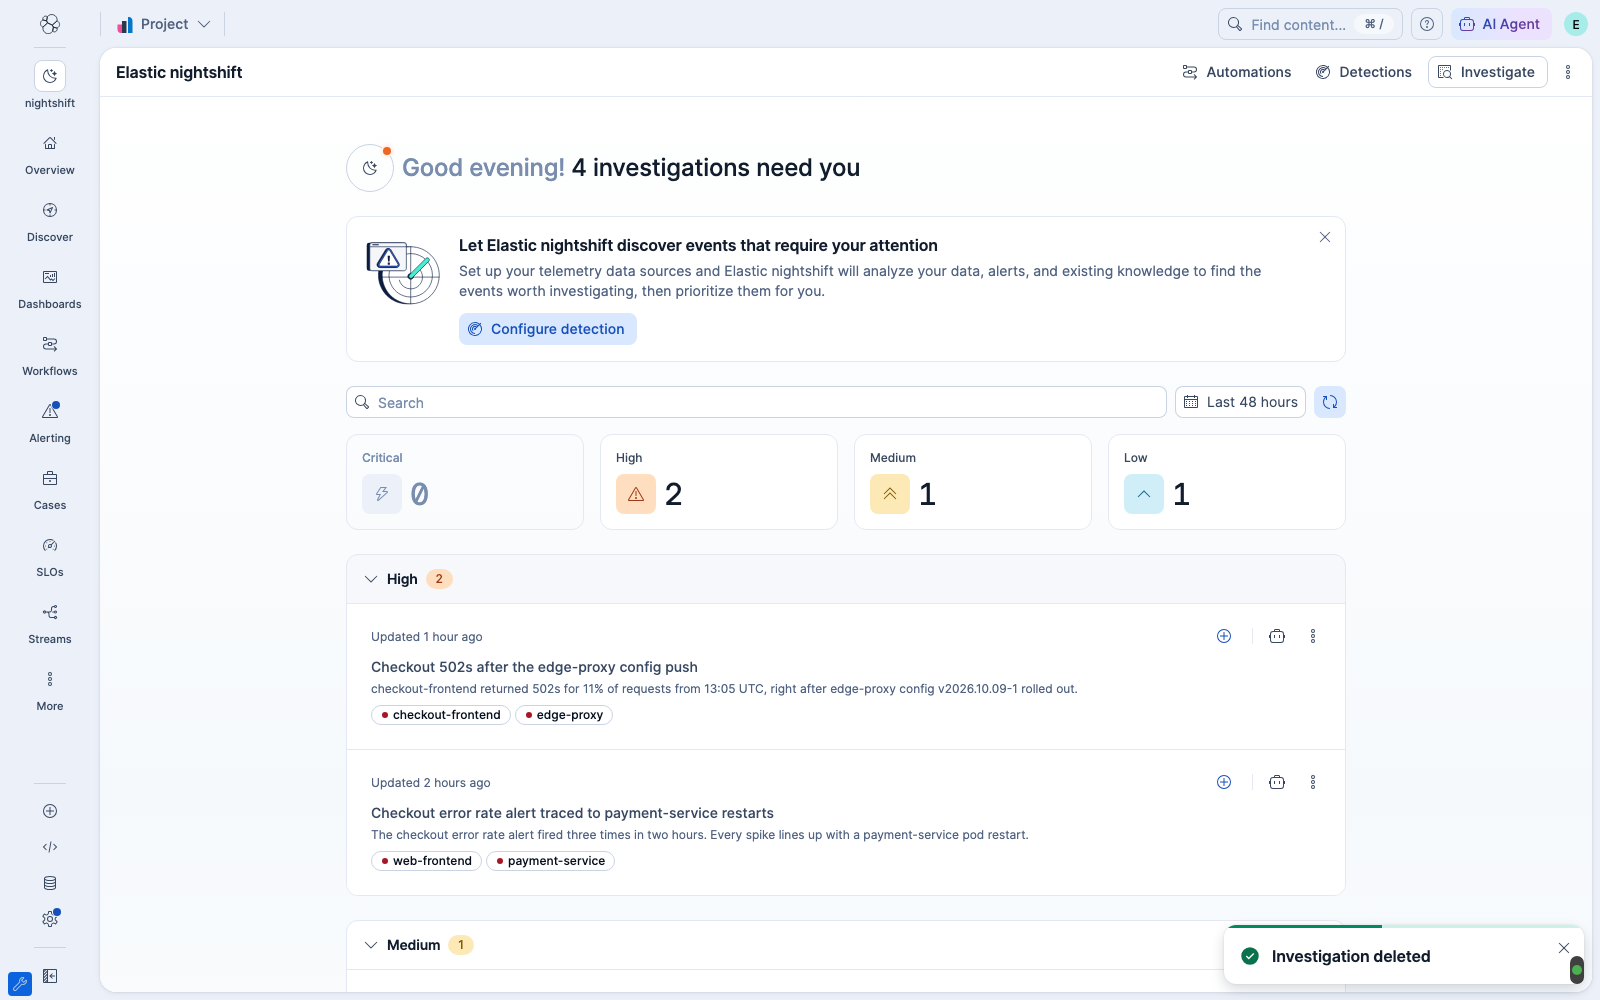 Project
Find content...
⌘ /
AI Agent
E
nightshift
Overview
Discover
Dashboards
Workflows
Alerting
Cases
SLOs
Streams
More
Elastic nightshift
Automations
Detections
Investigate
Good evening! 4 investigations need you
Let Elastic nightshift discover events that require your attention
Set up your telemetry data sources and Elastic nightshift will analyze your data, alerts, and existing knowledge to find the
events worth investigating, then prioritize them for you.
Configure detection
Search
Last 48 hours
Critical
0
High
2
Medium
1
Low
1
High 2
Updated 1 hour ago
Checkout 502s after the edge-proxy config push
checkout-frontend returned 502s for 11% of requests from 13:05 UTC, right after edge-proxy config v2026.10.09-1 rolled out.
checkout-frontend
edge-proxy
Updated 2 hours ago
Checkout error rate alert traced to payment-service restarts
The checkout error rate alert fired three times in two hours. Every spike lines up with a payment-service pod restart.
web-frontend
payment-service
Medium 1
Investigation deleted